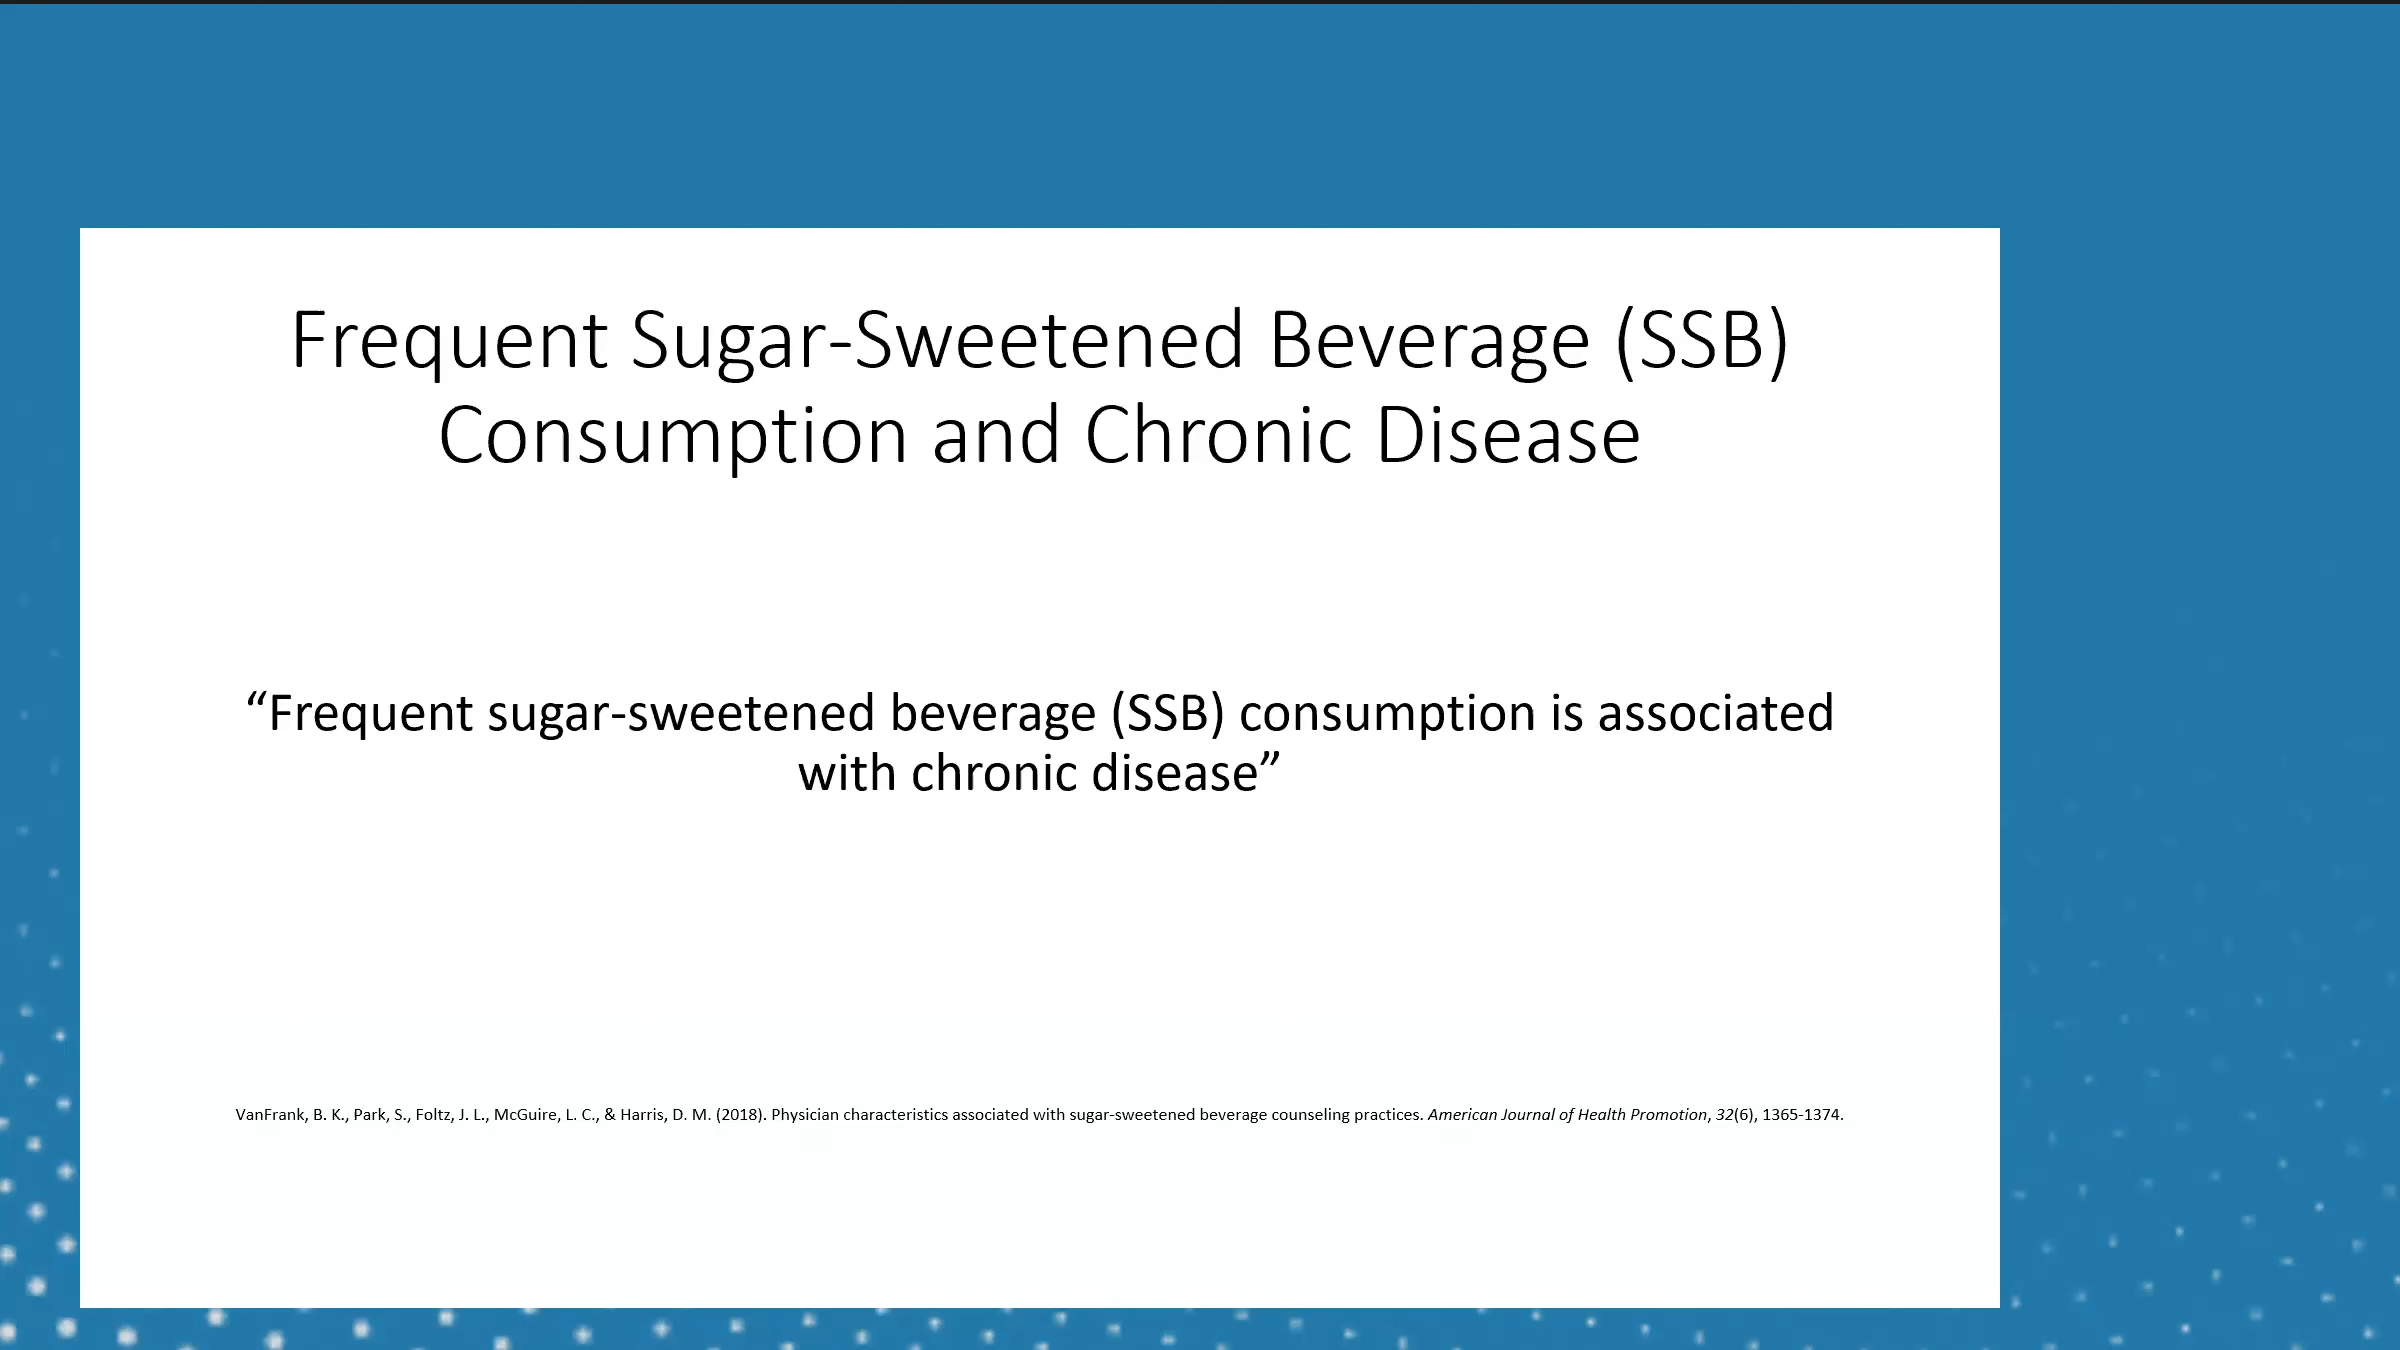 Frequent Sugar-Sweetened Beverage (SSB)
Consumption and Chronic Disease
“Frequent sugar-sweetened beverage (SSB) consumption is associated
with chronic disease”
VanFrank, B. K., Park, S., Foltz, J. L., McGuire, L. C., & Harris, D. M. (2018). Physician characteristics associated with sugar-sweetened beverage counseling practices. American Journal of Health Promotion, 32(6), 1365-1374.